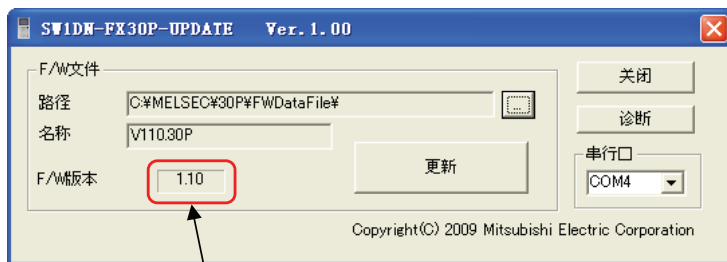 SW1DN-FX30P-UPDATE Ver.1.00
F/W文件
路径 C:¥MELSEC¥30P¥FWDataFile¥ ...
名称 V110.30P
F/W版本 1.10
更新
关闭
诊断
串行口
COM4
Copyright(C) 2009 Mitsubishi Electric Corporation